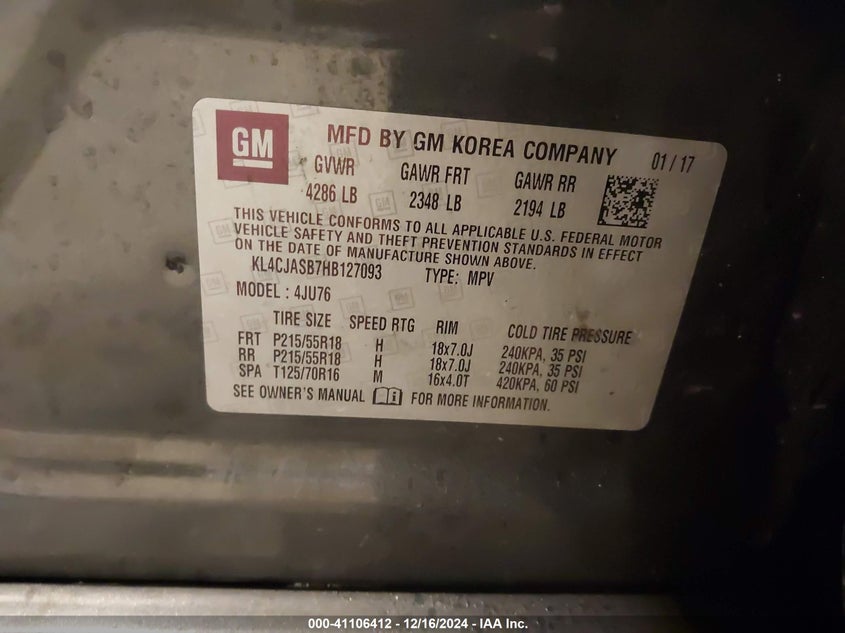 GM
MFD BY GM KOREA COMPANY 01 / 17
GVWR GAWR FRT GAWR RR
4286 LB 2348 LB 2194 LB
THIS VEHICLE CONFORMS TO ALL APPLICABLE U.S. FEDERAL MOTOR
VEHICLE SAFETY AND THEFT PREVENTION STANDARDS IN EFFECT
ON THE DATE OF MANUFACTURE SHOWN ABOVE.
KL4CJASB7HB127093 TYPE: MPV
MODEL : 4JU76
TIRE SIZE SPEED RTG RIM COLD TIRE PRESSURE
FRT P215/55R18 H 18x7.0J 240KPA, 35 PSI
RR P215/55R18 H 18x7.0J 240KPA, 35 PSI
SPA T125/70R16 M 16x4.0T 420KPA, 60 PSI
SEE OWNER'S MANUAL FOR MORE INFORMATION.
000-41106412 - 12/16/2024 - IAA Inc.